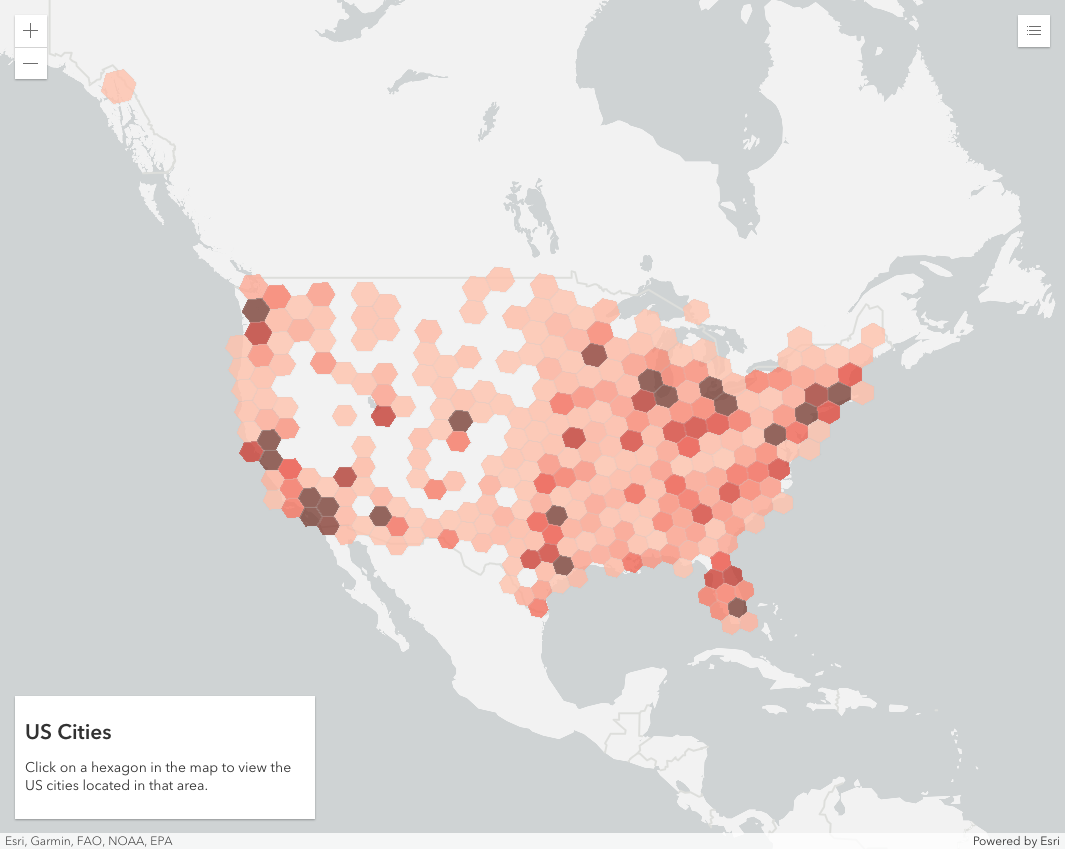 US Cities
Click on a hexagon in the map to view the
US cities located in that area.
Esri, Garmin, FAO, NOAA, EPA
Powered by Esri